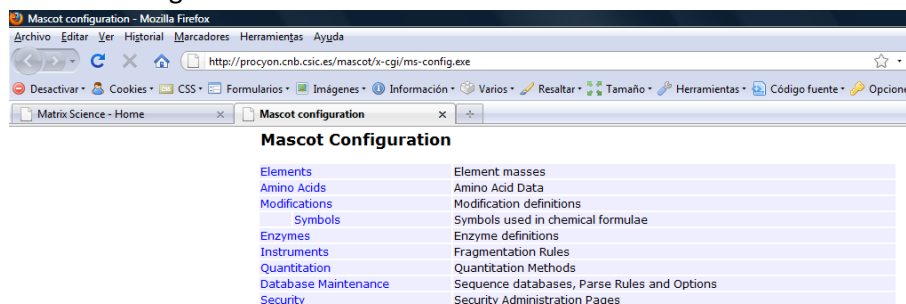 Mascot configuration - Mozilla Firefox
Archivo Editar Ver Historial Marcadores Herramientas Ayuda
http://procyon.cnb.csic.es/mascot/x-cgi/ms-config.exe
Desactivar Cookies CSS Formularios Imágenes Información Varios Resaltar Tamaño Herramientas Código fuente Opcione
Matrix Science - Home Mascot configuration
Mascot Configuration
Elements Element masses
Amino Acids Amino Acid Data
Modifications Modification definitions
Symbols Symbols used in chemical formulae
Enzymes Enzyme definitions
Instruments Fragmentation Rules
Quantitation Quantitation Methods
Database Maintenance Sequence databases, Parse Rules and Options
Security Security Administration Pages